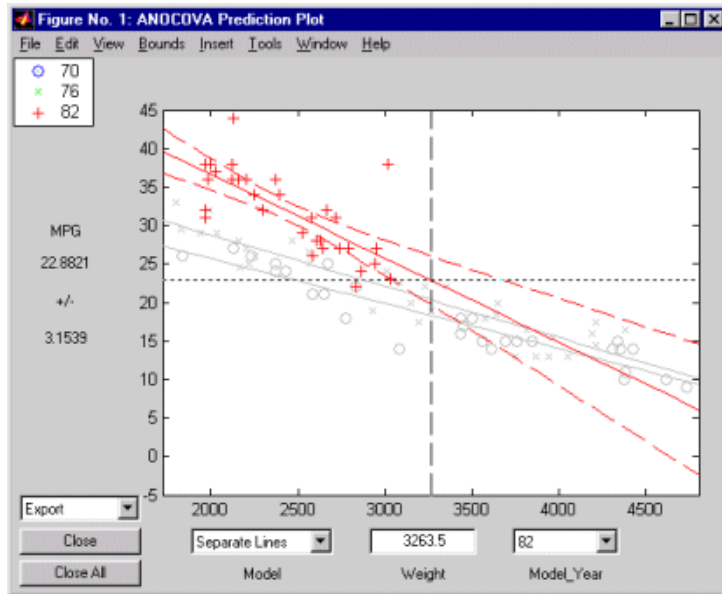 Figure No. 1: ANOCOVA Prediction Plot
File Edit View Bounds Insert Tools Window Help
70
76
82
45
40
35
30
25
20
15
10
5
0
-5
MPG
22.8821
+/-
3.1539
2000 2500 3000 3500 4000 4500
Export
Separate Lines 3263.5 82
Close
Model Weight Model_Year
Close All